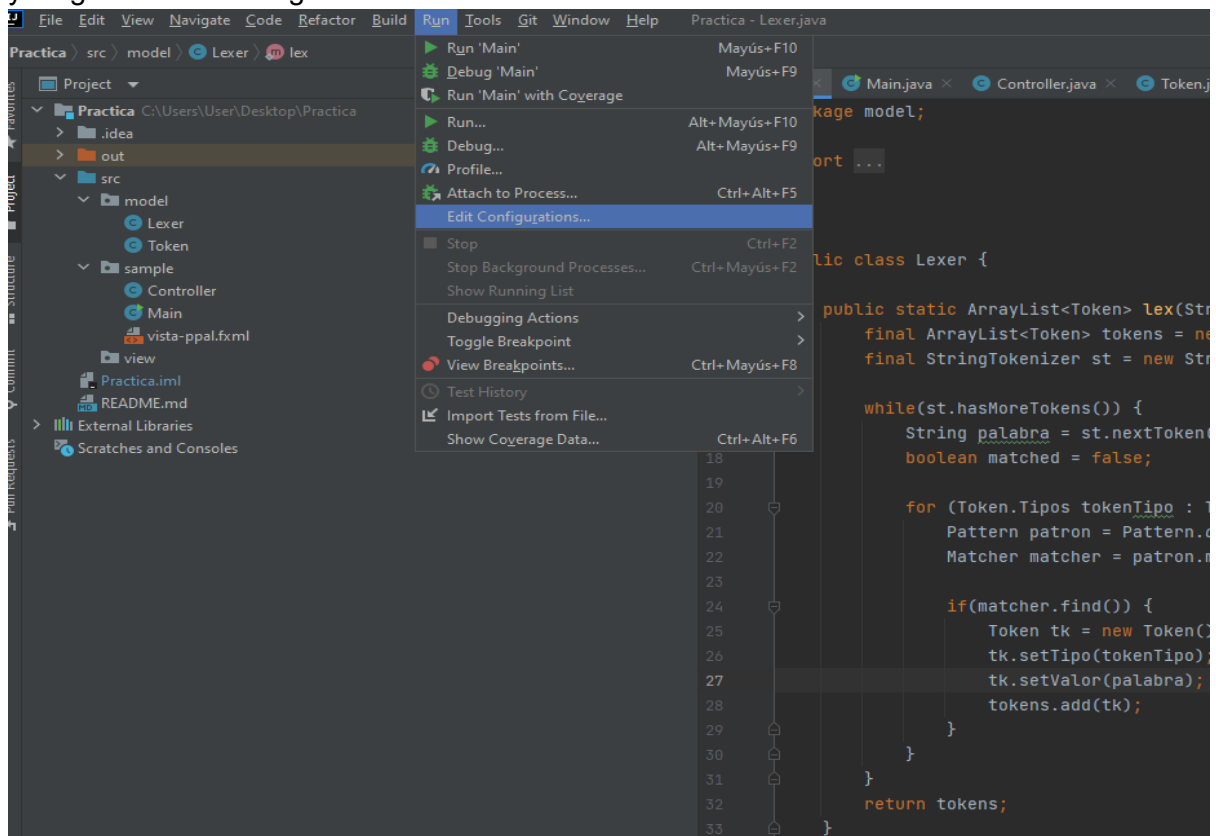 File Edit View Navigate Code Refactor Build Run Tools Git Window Help Practica - Lexer.java
Practica > src > model > Lexer > lex
Project
Practica C:\Users\User\Desktop\Practica
.idea
out
src
model
Lexer
Token
sample
Controller
Main
vista-ppal.fxml
view
Practica.iml
README.md
External Libraries
Scratches and Consoles
Favorites
Project
Structure
Commit
Pull Requests
Run 'Main' Mayús+F10
Debug 'Main' Mayús+F9
Run 'Main' with Coverage
Run... Alt+Mayús+F10
Debug... Alt+Mayús+F9
Profile...
Attach to Process... Ctrl+Alt+F5
Edit Configurations...
Stop Ctrl+F2
Stop Background Processes... Ctrl+Mayús+F2
Show Running List
Debugging Actions
Toggle Breakpoint
View Breakpoints... Ctrl+Mayús+F8
Test History
Import Tests from File...
Show Coverage Data... Ctrl+Alt+F6
Main.java Controller.java Token.j
kage model;
ort ...
lic class Lexer {
public static ArrayList<Token> lex(Str
final ArrayList<Token> tokens = ne
final StringTokenizer st = new Str
while(st.hasMoreTokens()) {
String palabra = st.nextToken(
18 boolean matched = false;
19
20 for (Token.Tipos tokenTipo : T
21 Pattern patron = Pattern.c
22 Matcher matcher = patron.m
23
24 if(matcher.find()) {
25 Token tk = new Token()
26 tk.setTipo(tokenTipo);
27 tk.setValor(palabra);
28 tokens.add(tk);
29 }
30 }
31 }
32 return tokens;
33 }